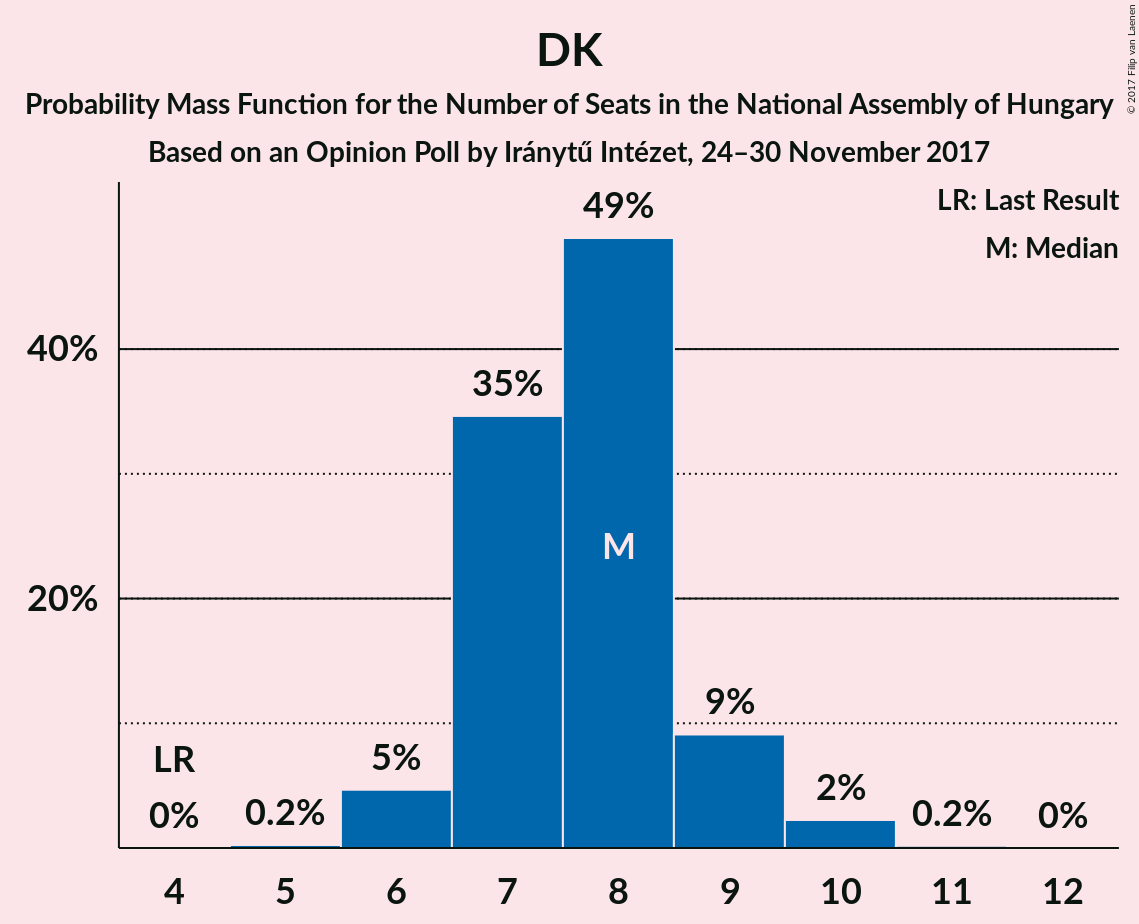 DK
Probability Mass Function for the Number of Seats in the National Assembly of Hungary
Based on an Opinion Poll by Iránytű Intézet, 24–30 November 2017
© 2017 Filip van Laenen
LR: Last Result
M: Median
49%
40%
35%
M
20%
9%
LR
5%
2%
0%
0.2%
0.2%
0%
4 5 6 7 8 9 10 11 12